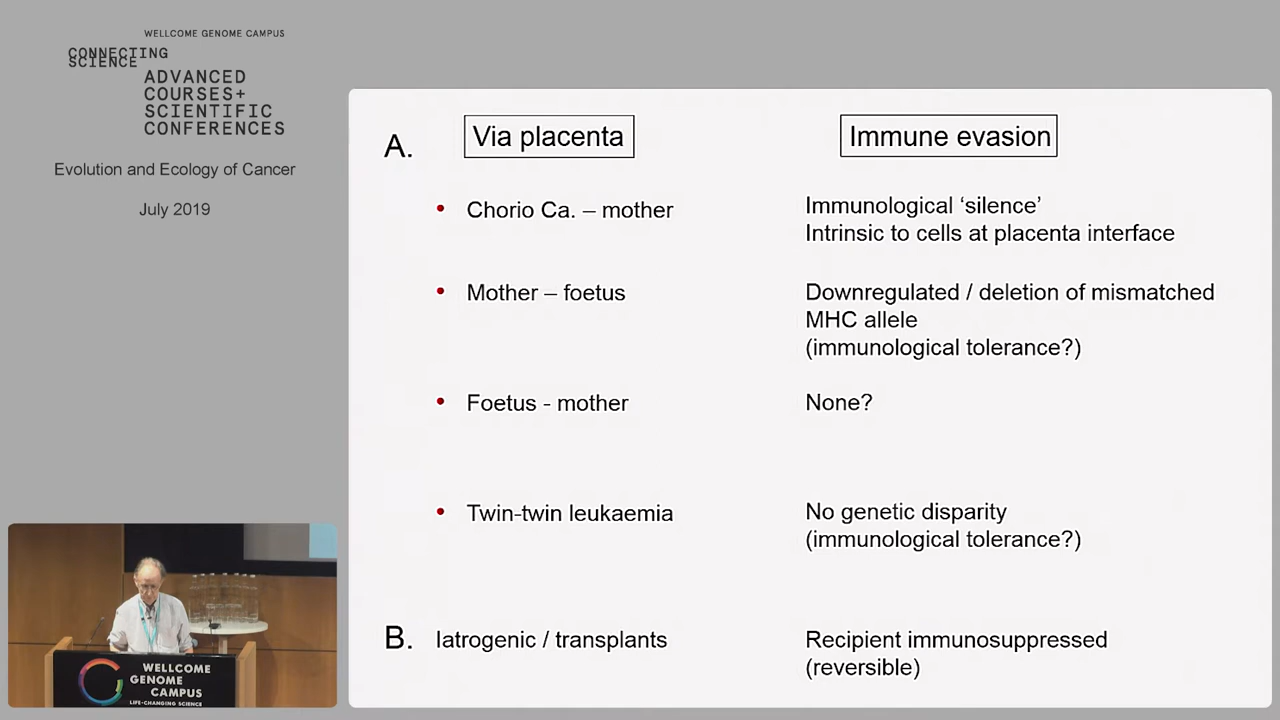 WELLCOME GENOME CAMPUS
CONNECTING
SCIENCE
ADVANCED
COURSES+
SCIENTIFIC
CONFERENCES
Evolution and Ecology of Cancer
July 2019
A.
Via placenta
Immune evasion
• Chorio Ca. – mother
Immunological ‘silence’
Intrinsic to cells at placenta interface
• Mother – foetus
Downregulated / deletion of mismatched
MHC allele
(immunological tolerance?)
• Foetus - mother
None?
• Twin-twin leukaemia
No genetic disparity
(immunological tolerance?)
B.
Iatrogenic / transplants
Recipient immunosuppressed
(reversible)
WELLCOME
GENOME
CAMPUS
LIFE-CHANGING SCIENCE